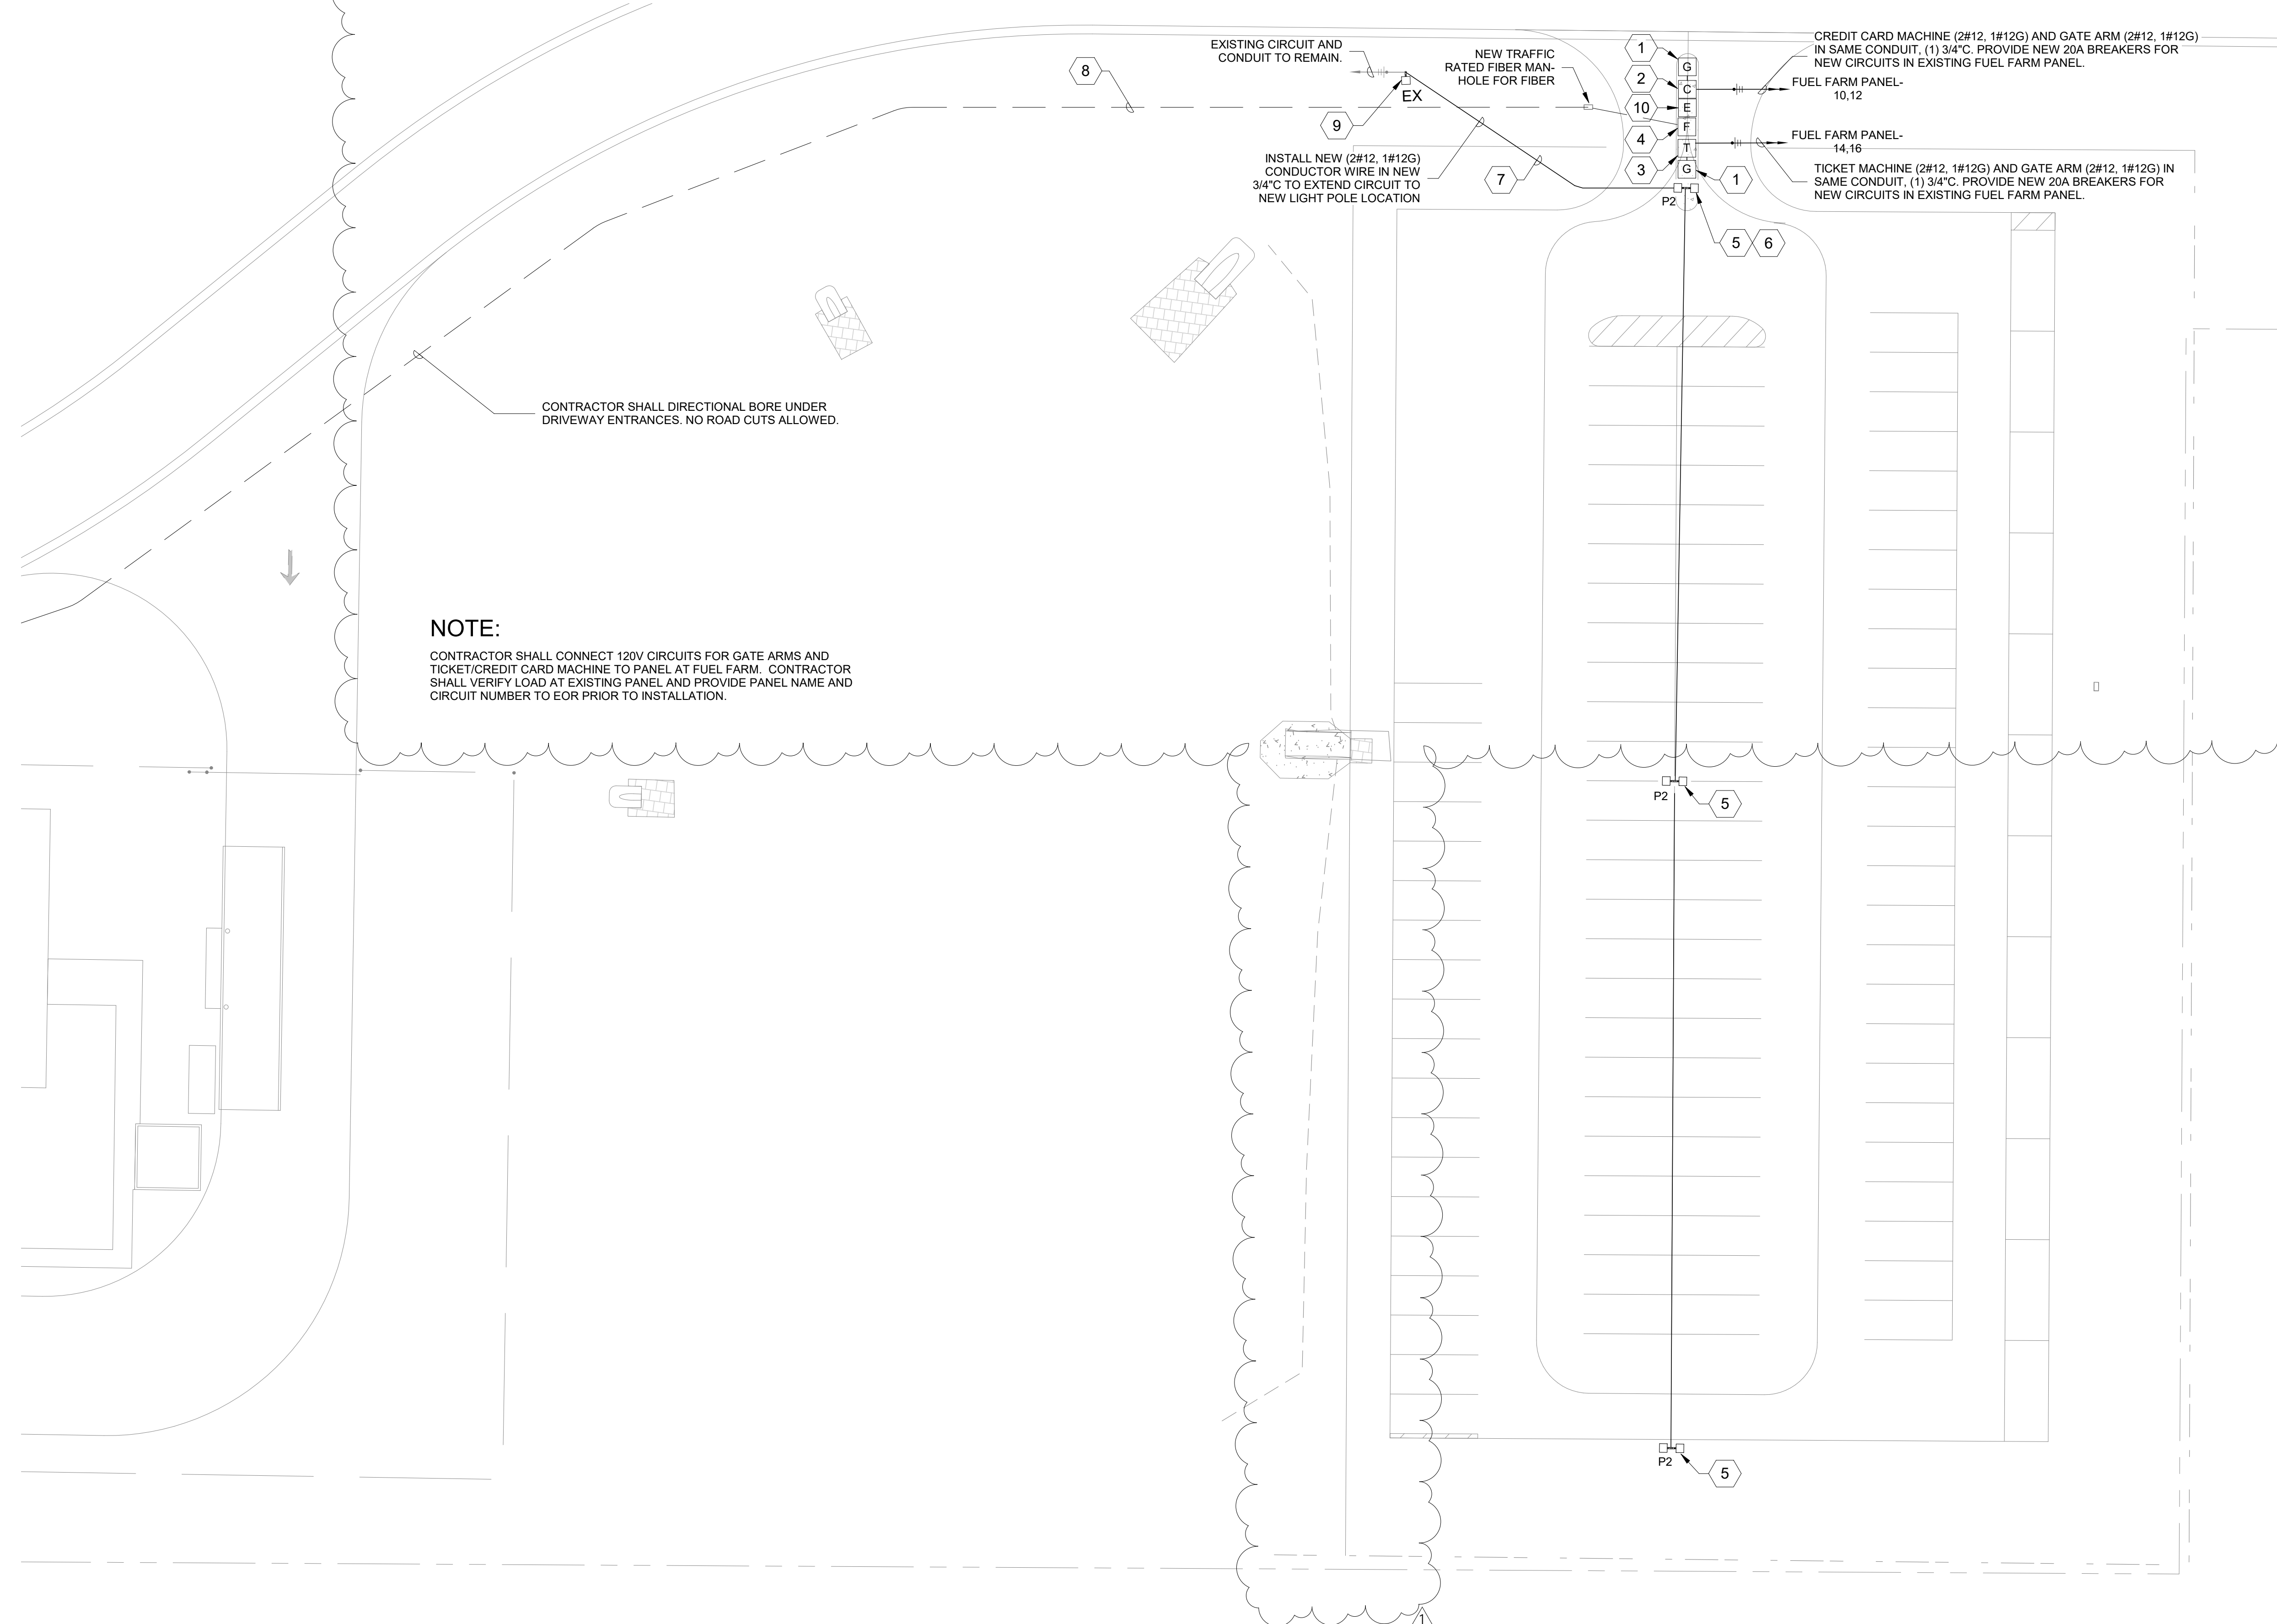 EXISTING CIRCUIT AND
CONDUIT TO REMAIN.
NEW TRAFFIC
RATED FIBER MAN-
HOLE FOR FIBER
CREDIT CARD MACHINE (2#12, 1#12G) AND GATE ARM (2#12, 1#12G)
IN SAME CONDUIT, (1) 3/4"C. PROVIDE NEW 20A BREAKERS FOR
NEW CIRCUITS IN EXISTING FUEL FARM PANEL.
FUEL FARM PANEL-
10,12
FUEL FARM PANEL-
14,16
TICKET MACHINE (2#12, 1#12G) AND GATE ARM (2#12, 1#12G) IN
SAME CONDUIT, (1) 3/4"C. PROVIDE NEW 20A BREAKERS FOR
NEW CIRCUITS IN EXISTING FUEL FARM PANEL.
1
2
10
4
3
G
C
E
F
T
G
1
8
EX
9
INSTALL NEW (2#12, 1#12G)
CONDUCTOR WIRE IN NEW
3/4"C TO EXTEND CIRCUIT TO
NEW LIGHT POLE LOCATION
7
P2
5
6
CONTRACTOR SHALL DIRECTIONAL BORE UNDER
DRIVEWAY ENTRANCES. NO ROAD CUTS ALLOWED.
NOTE:
CONTRACTOR SHALL CONNECT 120V CIRCUITS FOR GATE ARMS AND
TICKET/CREDIT CARD MACHINE TO PANEL AT FUEL FARM. CONTRACTOR
SHALL VERIFY LOAD AT EXISTING PANEL AND PROVIDE PANEL NAME AND
CIRCUIT NUMBER TO EOR PRIOR TO INSTALLATION.
P2
5
P2
5
1